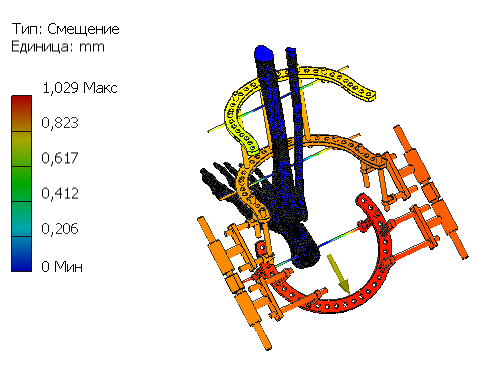 Тип: Смещение
Единица: mm
1,029 Макс
0,823
0,617
0,412
0,206
0 Мин